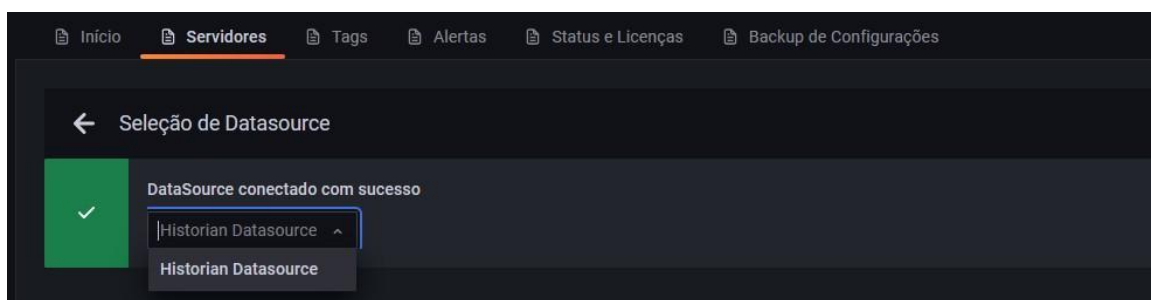 Início Servidores Tags Alertas Status e Licenças Backup de Configurações
Seleção de Datasource
DataSource conectado com sucesso
Historian Datasource
Historian Datasource